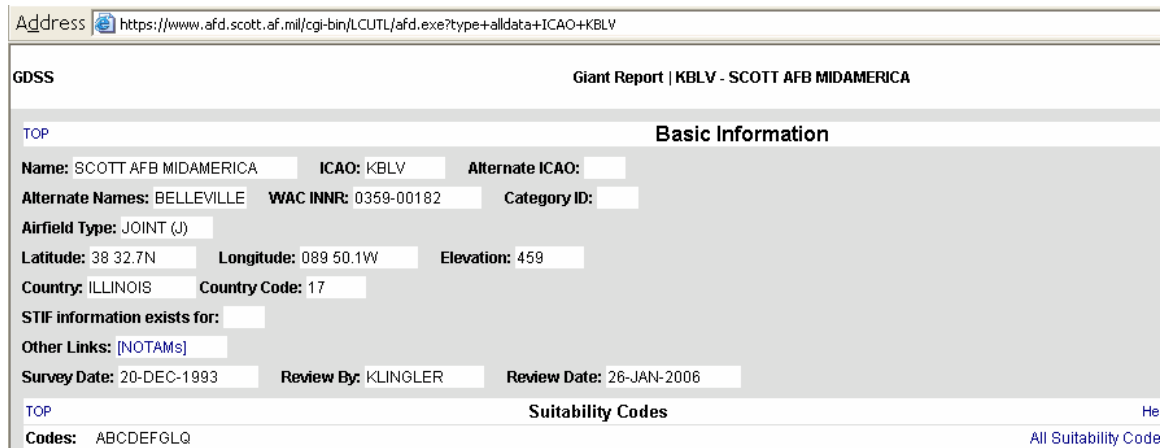 Address https://www.afd.scott.af.mil/cgi-bin/LCUTL/afd.exe?type+alldata+ICAO+KBLV
GDSS Giant Report | KBLV - SCOTT AFB MIDAMERICA
TOP Basic Information
Name: SCOTT AFB MIDAMERICA ICAO: KBLV Alternate ICAO:
Alternate Names: BELLEVILLE WAC INNR: 0359-00182 Category ID:
Airfield Type: JOINT (J)
Latitude: 38 32.7N Longitude: 089 50.1W Elevation: 459
Country: ILLINOIS Country Code: 17
STIF information exists for:
Other Links: [NOTAMs]
Survey Date: 20-DEC-1993 Review By: KLINGLER Review Date: 26-JAN-2006
TOP Suitability Codes He
Codes: ABCDEFGLQ All Suitability Code